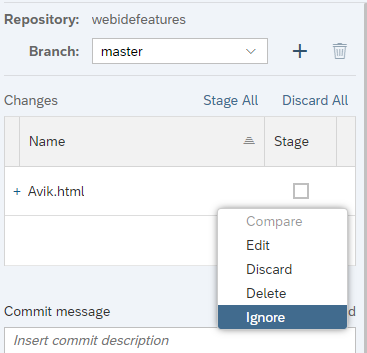 Repository: webidefeatures
Branch: master +
Changes Stage All Discard All
Name Stage
+ Avik.html
Compare
Edit
Discard
Delete
Ignore
Commit message d
Insert commit description